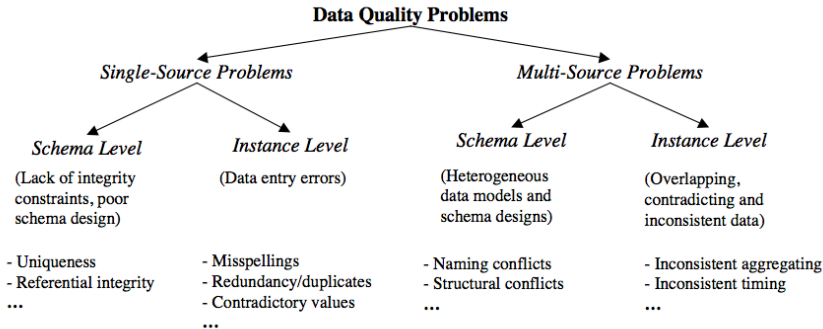 Data Quality Problems
Single-Source Problems
Multi-Source Problems
Schema Level
(Lack of integrity
constraints, poor
schema design)
- Uniqueness
- Referential integrity
...
Instance Level
(Data entry errors)
- Misspellings
- Redundancy/duplicates
- Contradictory values
...
Schema Level
(Heterogeneous
data models and
schema designs)
- Naming conflicts
- Structural conflicts
...
Instance Level
(Overlapping,
contradicting and
inconsistent data)
- Inconsistent aggregating
- Inconsistent timing
...